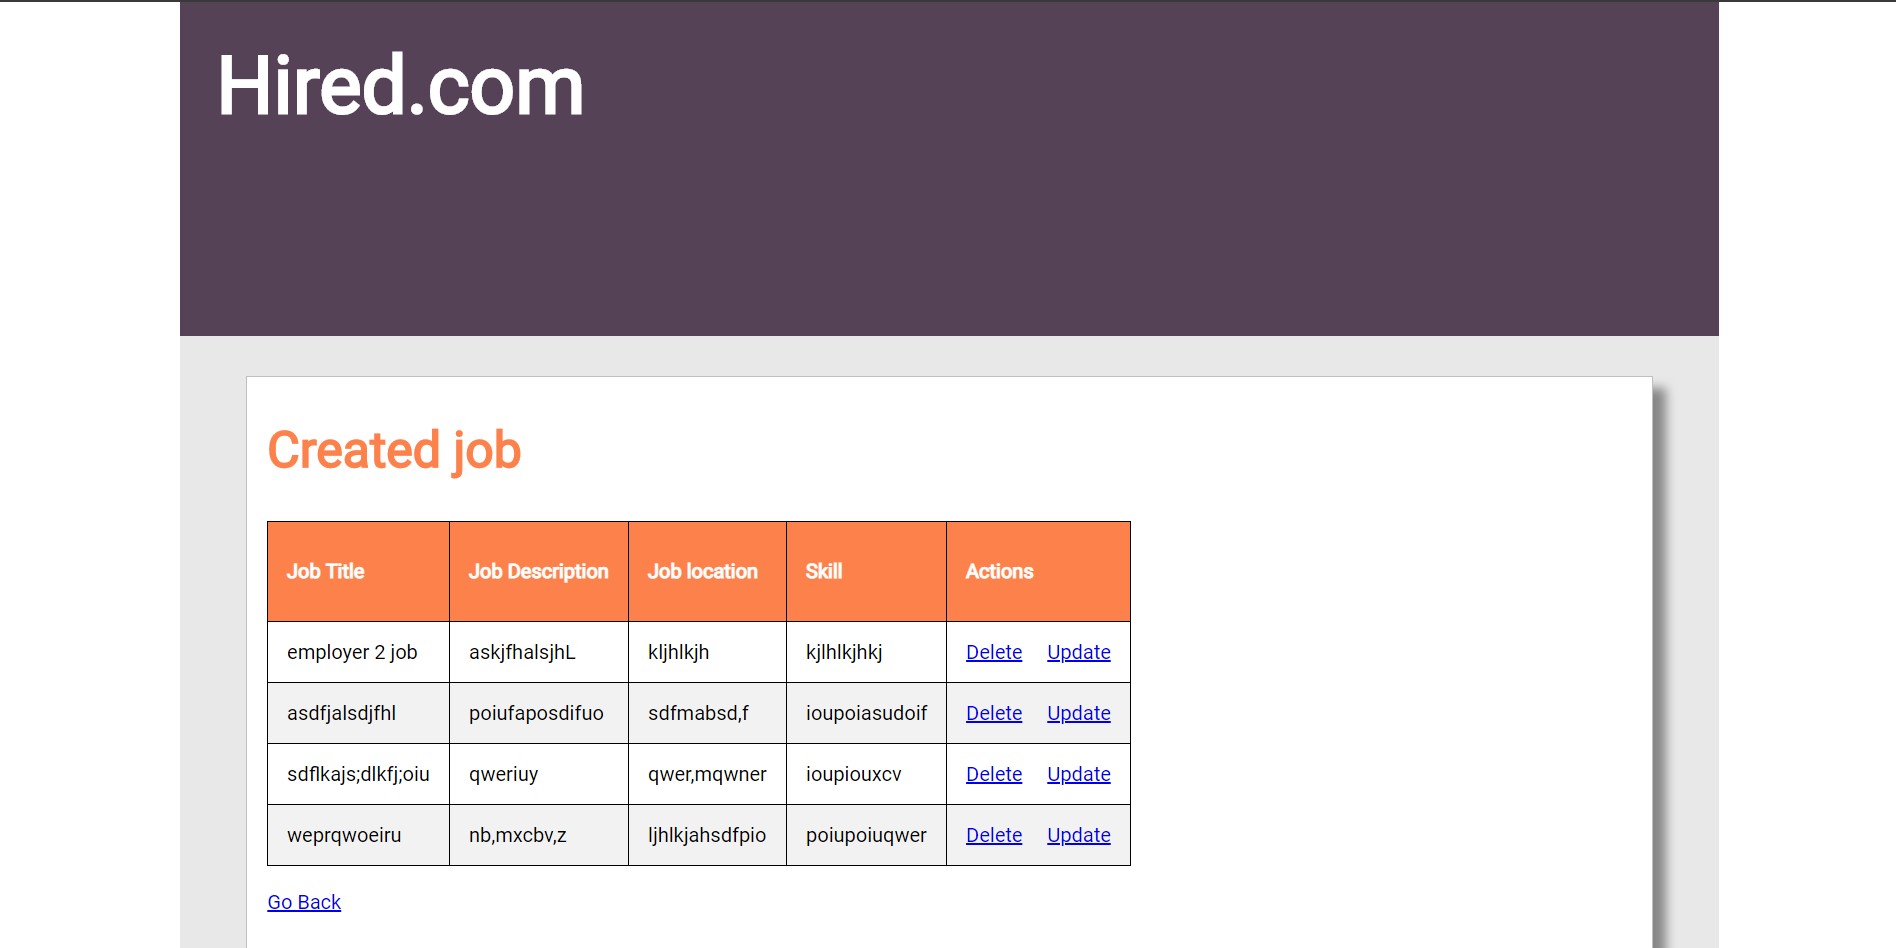 Hired.com
Created job
Job Title Job Description Job location Skill Actions
employer 2 job askjfhalsjhL kljhlkjh kjlhlkjhkj Delete Update
asdfjalsdjfhl poiufaposdifuo sdfmabsd,f ioupoiasudoif Delete Update
sdflkajs;dlkfj;oiu qweriuy qwer,mqwner ioupiouxcv Delete Update
weprqwoeiru nb,mxcbv,z ljhlkjahsdfpio poiupoiuqwer Delete Update
Go Back